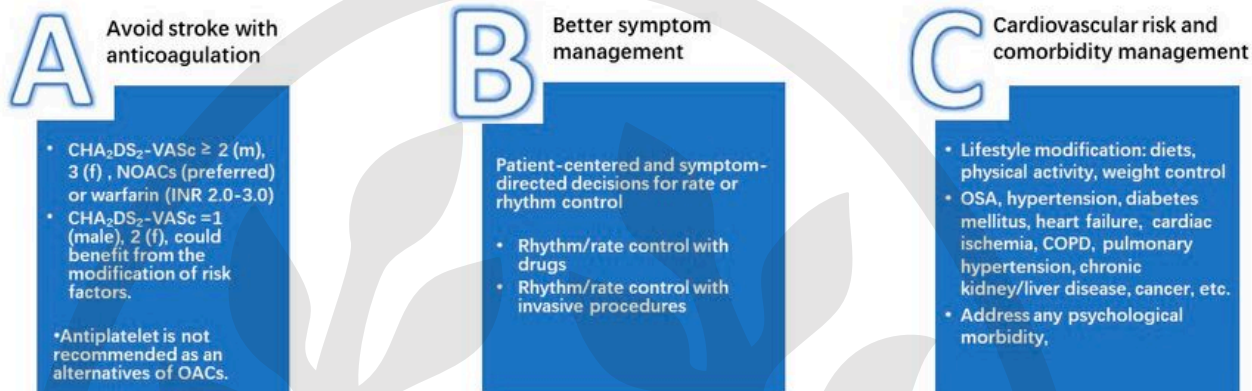 A
Avoid stroke with
anticoagulation
• CHA₂DS₂-VASc ≥ 2 (m),
3 (f) , NOACs (preferred)
or warfarin (INR 2.0-3.0)
• CHA₂DS₂-VASc =1
(male), 2 (f), could
benefit from the
modification of risk
factors.
•Antiplatelet is not
recommended as an
alternatives of OACs.
B
Better symptom
management
Patient-centered and symptom-
directed decisions for rate or
rhythm control
• Rhythm/rate control with
drugs
• Rhythm/rate control with
invasive procedures
C
Cardiovascular risk and
comorbidity management
• Lifestyle modification: diets,
physical activity, weight control
• OSA, hypertension, diabetes
mellitus, heart failure, cardiac
ischemia, COPD, pulmonary
hypertension, chronic
kidney/liver disease, cancer, etc.
• Address any psychological
morbidity,